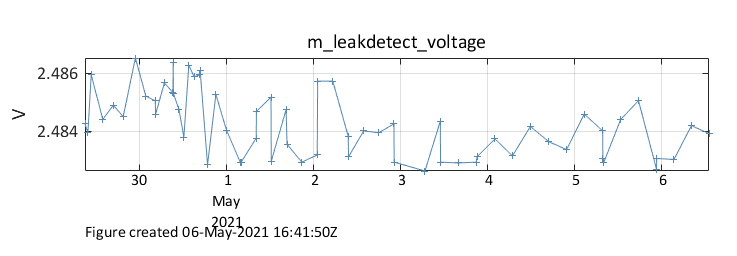 m_leakdetect_voltage
2.486
2.484
V
30 1 2 3 4 5 6
May
2021
Figure created 06-May-2021 16:41:50Z